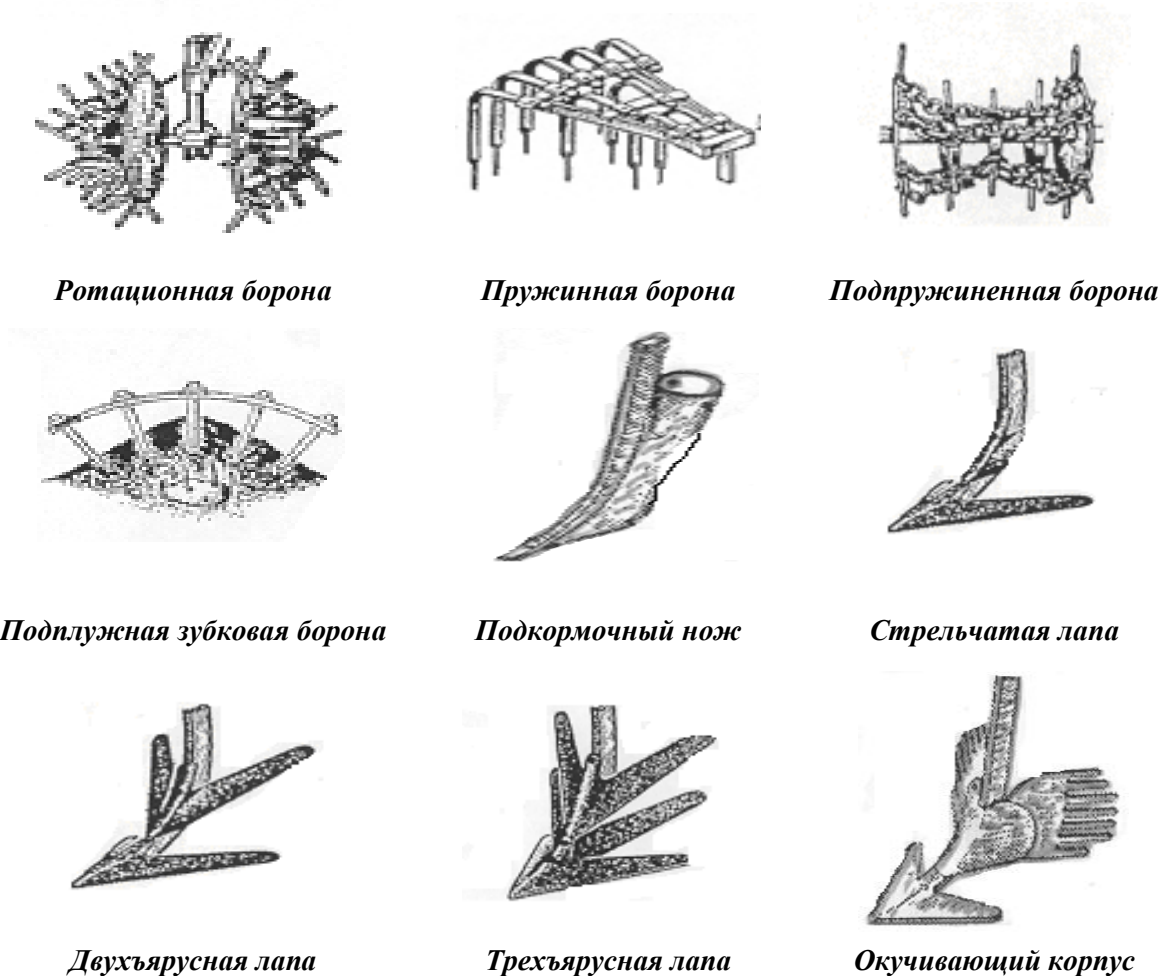 Ротационная борона
Пружинная борона
Подпружиненная борона
Подплужная зубковая борона
Подкормочный нож
Стрельчатая лапа
Двухъярусная лапа
Трехъярусная лапа
Окучивающий корпус